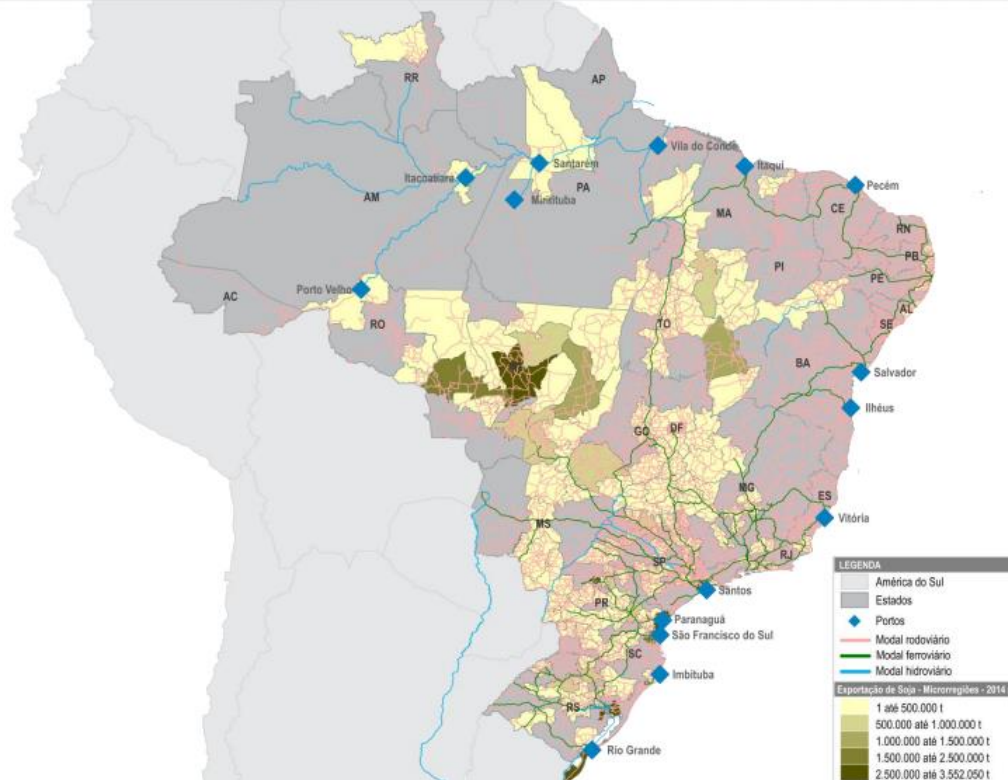 RR
AP
Vila do Conde
Santarém
Itaqui
Itacoatiara
Miritituba
PA
Pecém
AM
MA
CE
RN
PB
PI
PE
Porto Velho
AC
AL
RO
TO
SE
BA
Salvador
Ilhéus
GO
DF
MG
ES
Vitória
MS
SP
RJ
Santos
PR
Paranaguá
São Francisco do Sul
SC
Imbituba
RS
Rio Grande
LEGENDA
América do Sul
Estados
Portos
Modal rodoviário
Modal ferroviário
Modal hidroviário
Exportação de Soja - Microrregiões - 2014
1 até 500.000 t
500.000 até 1.000.000 t
1.000.000 até 1.500.000 t
1.500.000 até 2.500.000 t
2.500.000 até 3.552.050 t